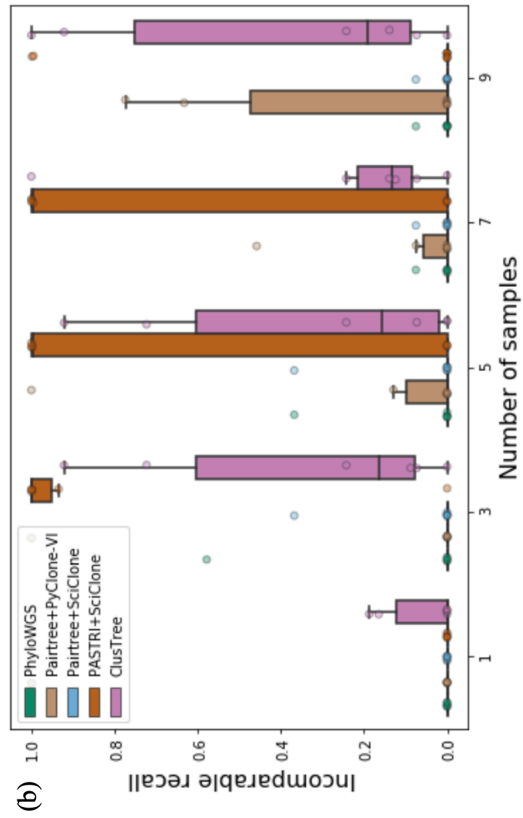 (b)
Incomparable recall
1.0
0.8
0.6
0.4
0.2
0.0
PhyloWGS
Pairtree+PyClone-VI
Pairtree+SciClone
PASTRI+SciClone
ClusTree
1
3
5
7
9
Number of samples